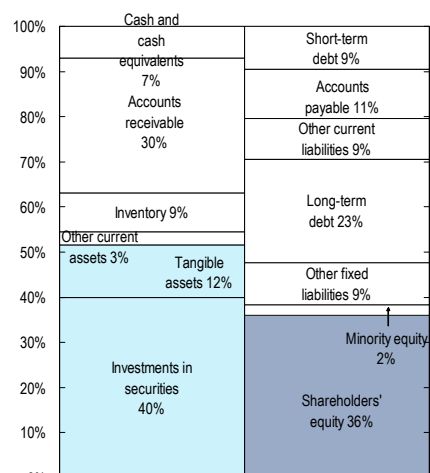 100%
90%
80%
70%
60%
50%
40%
30%
20%
10%
Cash and
cash
equivalents
7%
Accounts
receivable
30%
Inventory 9%
Other current
assets 3%
Tangible
assets 12%
Investments in
securities
40%
Short-term
debt 9%
Accounts
payable 11%
Other current
liabilities 9%
Long-term
debt 23%
Other fixed
liabilities 9%
Minority equity
2%
Shareholders'
equity 36%